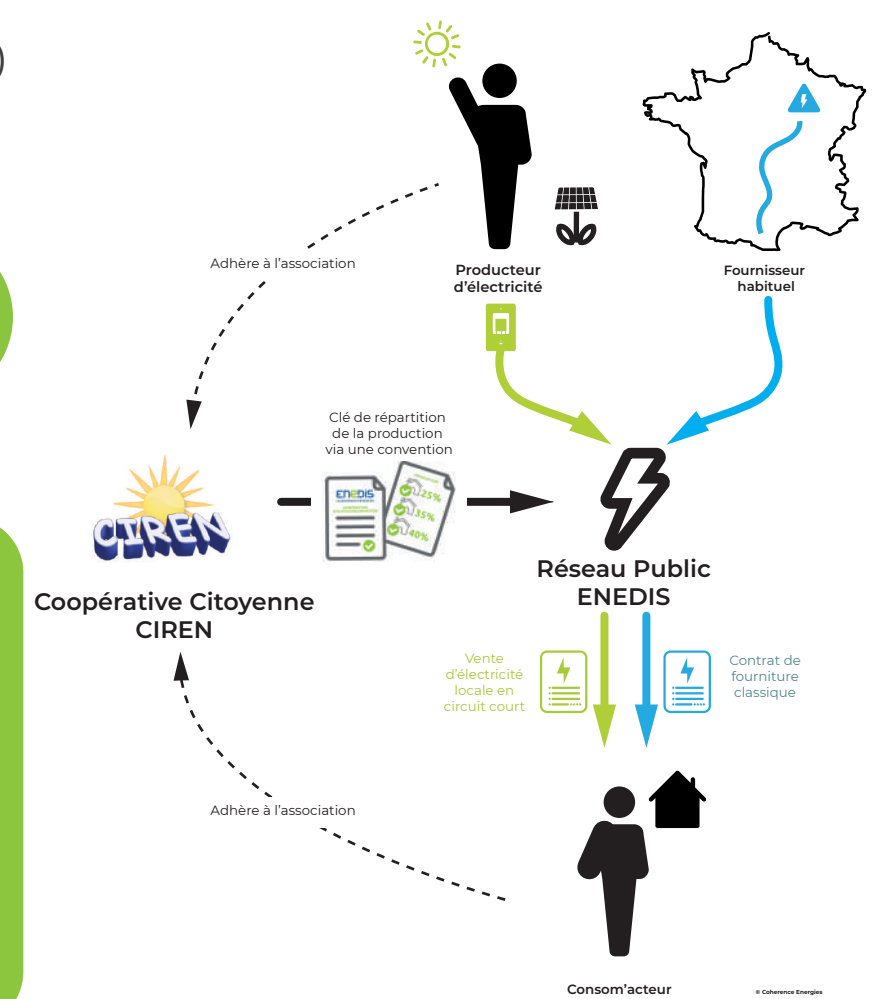 )
Adhère à l'association
Producteur
d'électricité
Fournisseur
habituel
Clé de répartition
de la production
via une convention
ENEDIS
25%
35%
40%
CIREN
Coopérative Citoyenne
CIREN
Réseau Public
ENEDIS
Vente
d'électricité
locale en
circuit court
Contrat de
fourniture
classique
Adhère à l'association
Consom'acteur
© Coherence Energies